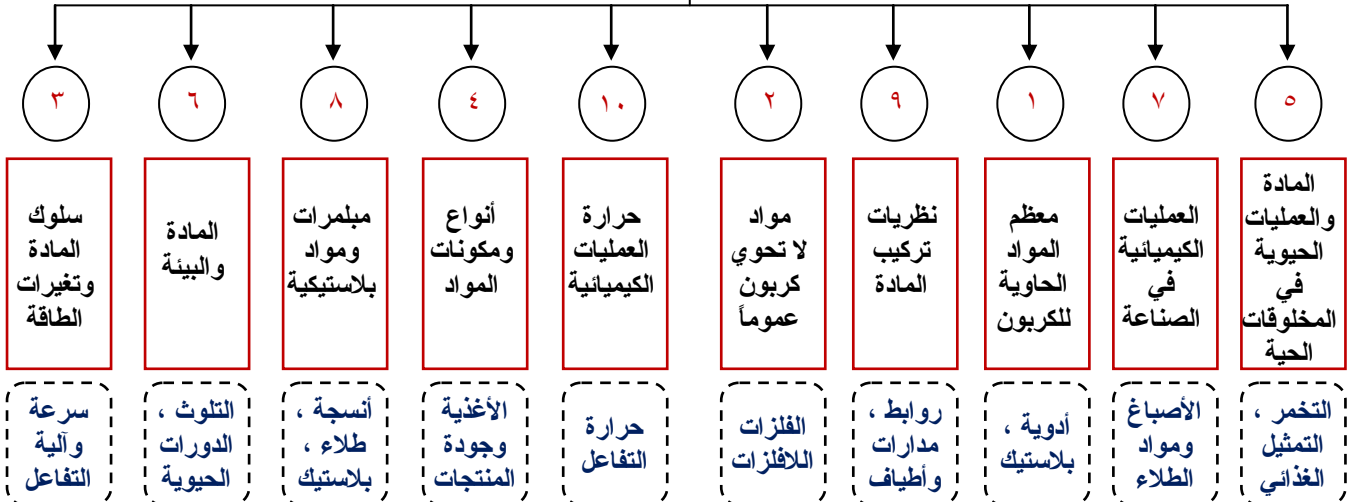 ٥
٧
١
٩
٢
١٠
٤
٨
٦
٣
المادة
والعمليات
الحيوية
في
المخلوقات
الحية
العمليات
الكيميائية
في
الصناعة
معظم
المواد
الحاوية
للكربون
نظريات
تركيب
المادة
مواد
لا تحوي
كربون
عموماً
حرارة
العمليات
الكيميائية
أنواع
ومكونات
المواد
مبلمرات
ومواد
بلاستيكية
المادة
والبيئة
سلوك
المادة
وتغيرات
الطاقة
التخمر ،
التمثيل
الغذائي
الأصباغ
ومواد
الطلاء
أدوية ،
بلاستيك
روابط ،
مدارات
وأطياف
الفلزات
اللافلزات
حرارة
التفاعل
الأغذية
وجودة
المنتجات
أنسجة ،
طلاء ،
بلاستيك
التلوث ،
الدورات
الحيوية
سرعة
وآلية
التفاعل